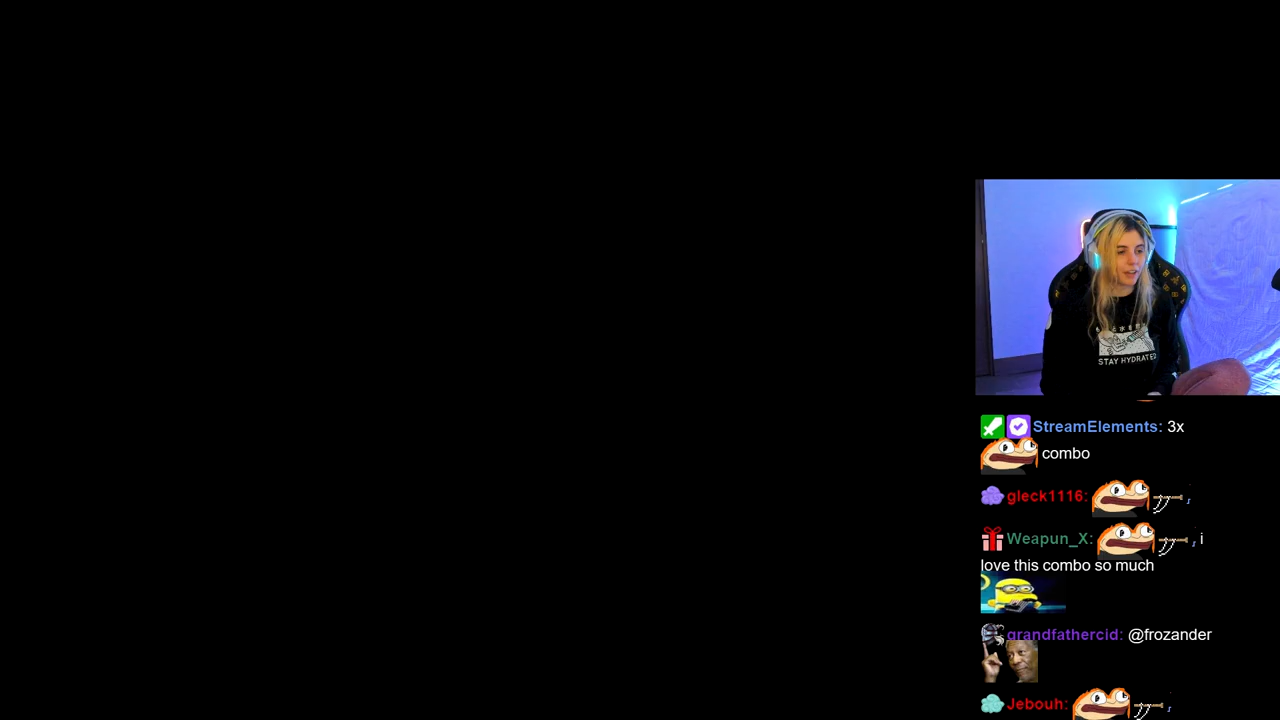 STAY HYDRATED
StreamElements: 3x
combo
gleck1116:
Weapun_X: i
love this combo so much
grandfathercid: @frozander
Jebouh: